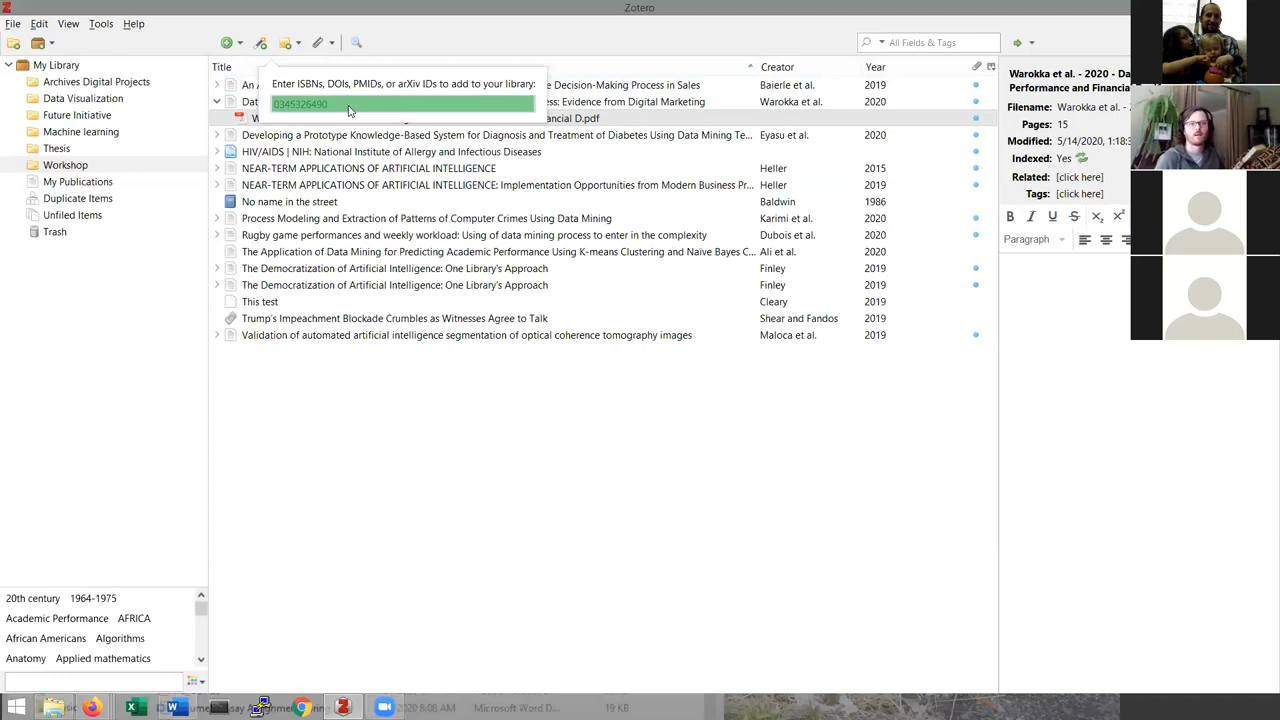 Zotero
File Edit View Tools Help
All Fields & Tags
My Library
Archives Digital Projects
Data Visualization
Future Initiative
Machine learning
Thesis
Workshop
My Publications
Duplicate Items
Unfiled Items
Trash
Title Creator Year
Enter ISBNs, DOIs, PMIDs, or arXiv IDs to add to your library:
0345326490
An A e Decision-Making Process in Sales Baierle et al. 2019
Dat ess: Evidence from Digital Marketing Warokka et al. 2020
W ancial D.pdf
Developing a Prototype Knowledge-Based System for Diagnosis and Treatment of Diabetes Using Data Mining Te... Eyasu et al. 2020
HIV/AIDS | NIH: National Institute of Allergy and Infectious Diseases
NEAR-TERM APPLICATIONS OF ARTIFICIAL INTELLIGENCE Heller 2015
NEAR-TERM APPLICATIONS OF ARTIFICIAL INTELLIGENCE: Implementation Opportunities from Modern Business Pr... Heller 2019
No name in the street Baldwin 1986
Process Modeling and Extraction of Patterns of Computer Crimes Using Data Mining Karimi et al. 2020
Rugby game performances and weekly workload: Using of data mining process to enter in the complexity Dubois et al. 2020
The Application of Data Mining for Predicting Academic Performance Using K-means Clustering and Naïve Bayes C... Ali et al. 2020
The Democratization of Artificial Intelligence: One Library's Approach Finley 2019
The Democratization of Artificial Intelligence: One Library's Approach Finley 2019
This test Cleary 2019
Trump's Impeachment Blockade Crumbles as Witnesses Agree to Talk Shear and Fandos 2019
Validation of automated artificial intelligence segmentation of optical coherence tomography images Maloca et al. 2019
Warokka et al. - 2020 - Da
Performance and Financia
Filename: Warokka et al. -
Pages: 15
Modified: 5/14/2020, 1:18:3
Indexed: Yes
Related: [click here]
Tags: [click here]
B I U S X₂ X²
Paragraph
20th century 1964-1975
Academic Performance AFRICA
African Americans Algorithms
Anatomy Applied mathematics
2020 8:08 AM Microsoft Word D... 19 KB